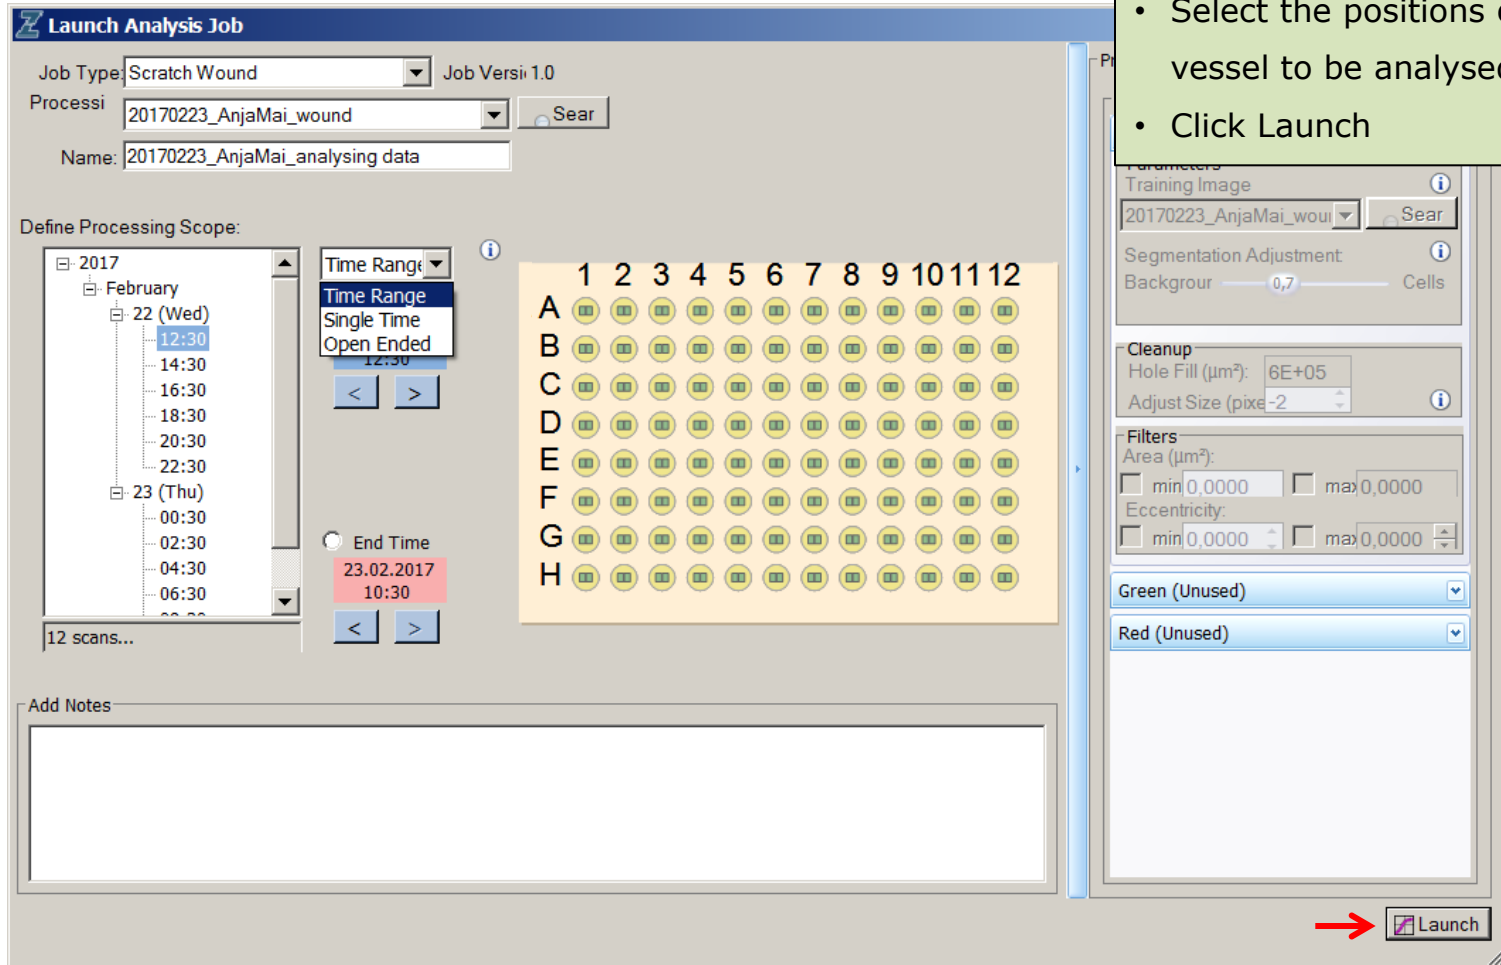 Launch Analysis Job
• Select the positions
vessel to be analysed
• Click Launch
Job Type: Scratch Wound Job Versi 1.0
Processi 20170223_AnjaMai_wound Sear
Name: 20170223_AnjaMai_analysing data
Define Processing Scope:
2017
February
22 (Wed)
12:30
14:30
16:30
18:30
20:30
22:30
23 (Thu)
00:30
02:30
04:30
06:30
12 scans...
Time Range
Time Range
Single Time
Open Ended
12:30
< >
End Time
23.02.2017
10:30
< >
1 2 3 4 5 6 7 8 9 10 11 12
A
B
C
D
E
F
G
H
Add Notes
Parameters
Training Image
20170223_AnjaMai_wou Sear
Segmentation Adjustment:
Backgrour 0,7 Cells
Cleanup
Hole Fill (µm²): 6E+05
Adjust Size (pixe -2
Filters
Area (µm²):
min 0,0000 max 0,0000
Eccentricity:
min 0,0000 max 0,0000
Green (Unused)
Red (Unused)
Launch